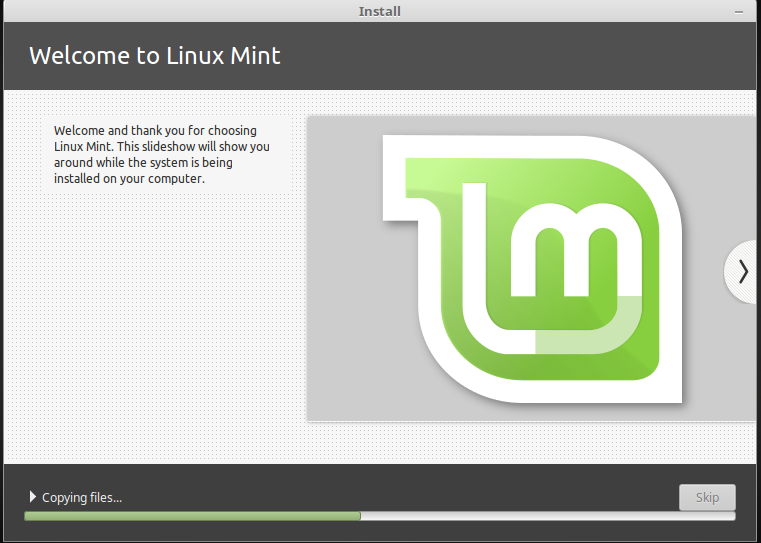 Install
Welcome to Linux Mint
Welcome and thank you for choosing
Linux Mint. This slideshow will show you
around while the system is being
installed on your computer.
lm
Copying files...
Skip